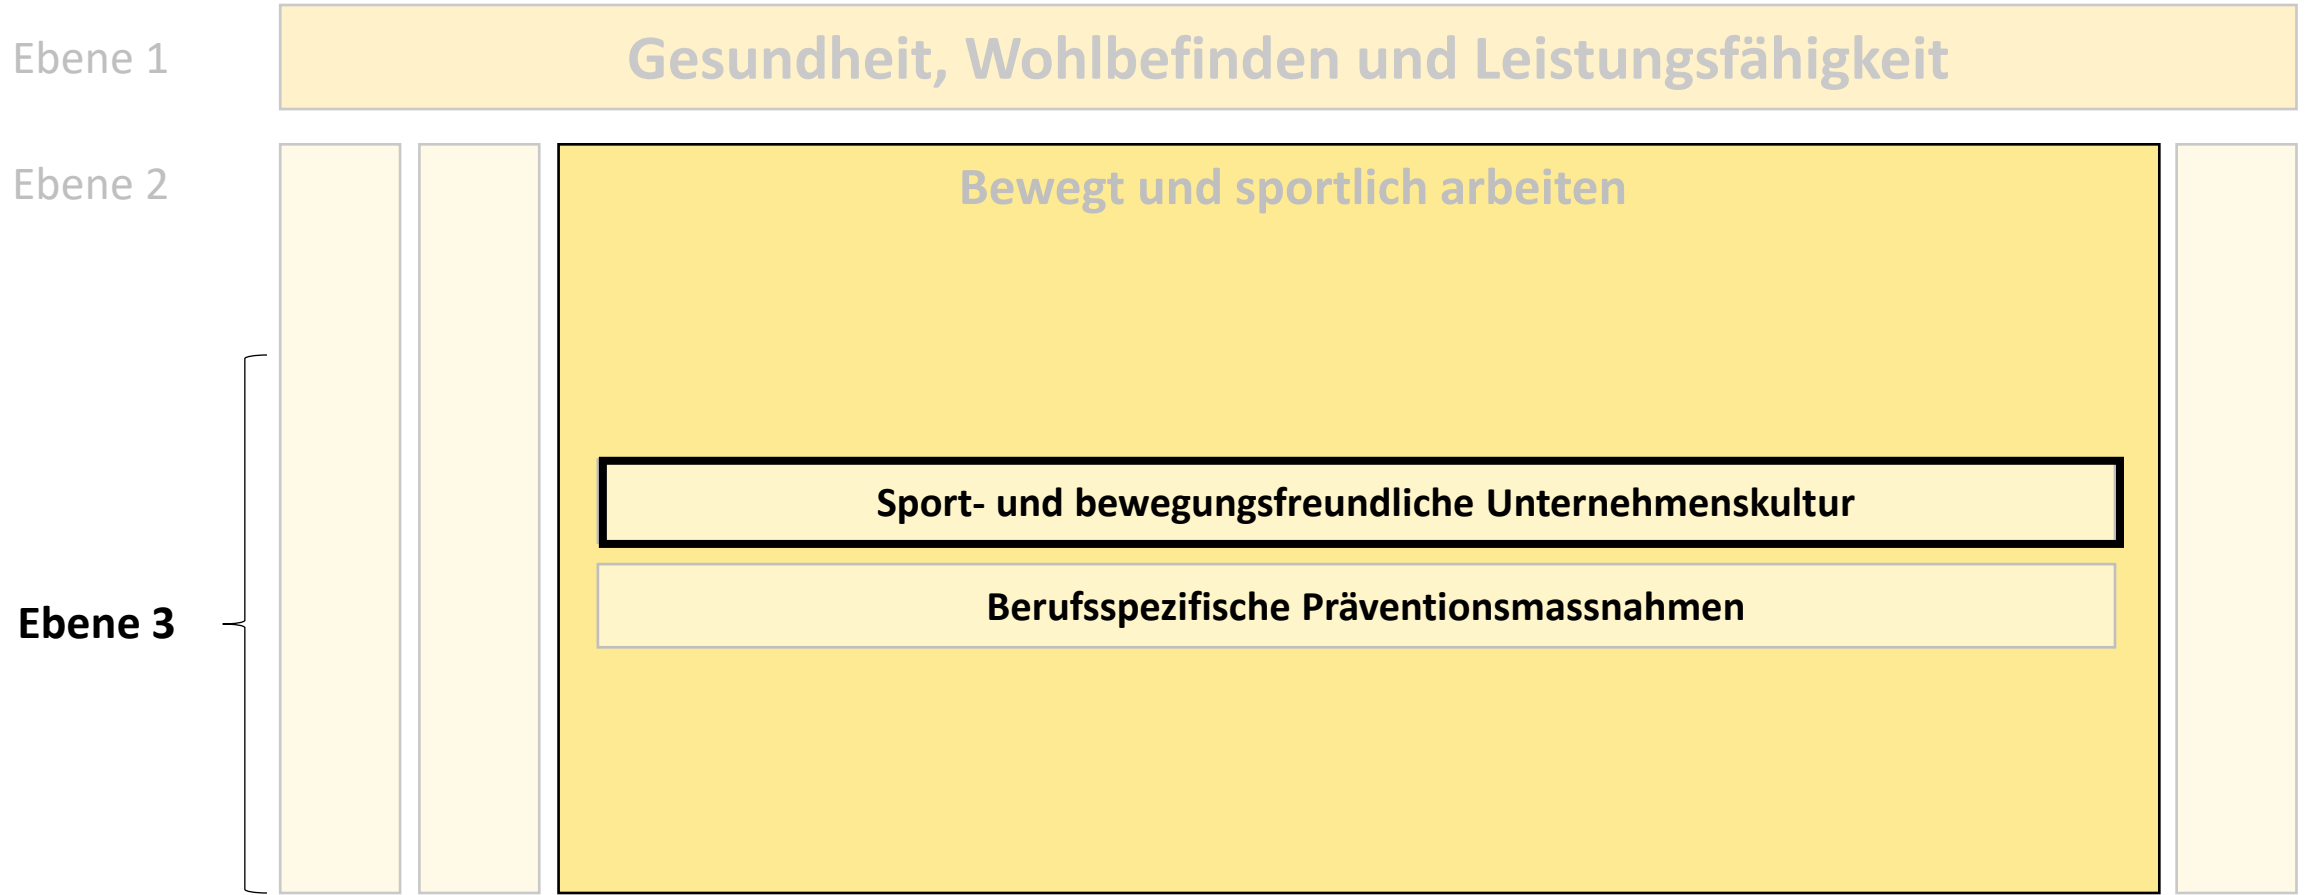 Ebene 1
Gesundheit, Wohlbefinden und Leistungsfähigkeit
Ebene 2
Bewegt und sportlich arbeiten
Sport- und bewegungsfreundliche Unternehmenskultur
Berufsspezifische Präventionsmassnahmen
Ebene 3